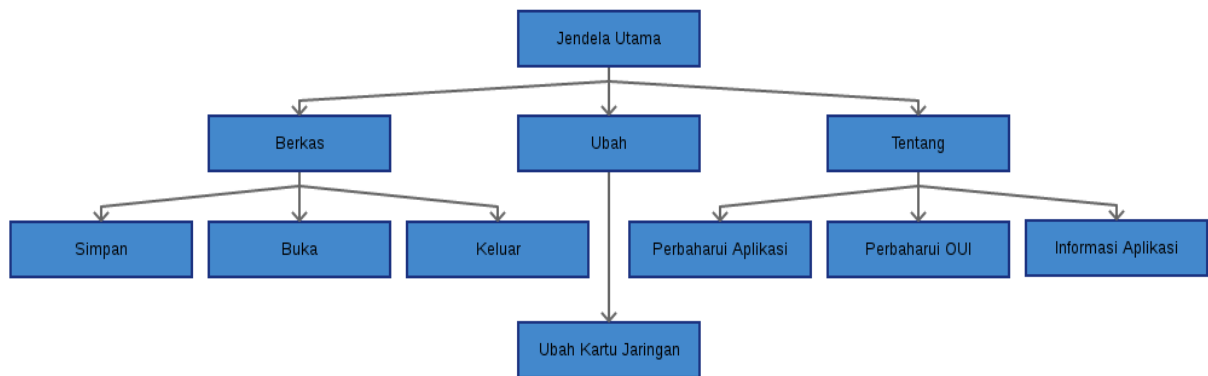 Jendela Utama
Berkas
Ubah
Tentang
Simpan
Buka
Keluar
Perbaharui Aplikasi
Perbaharui OUI
Informasi Aplikasi
Ubah Kartu Jaringan